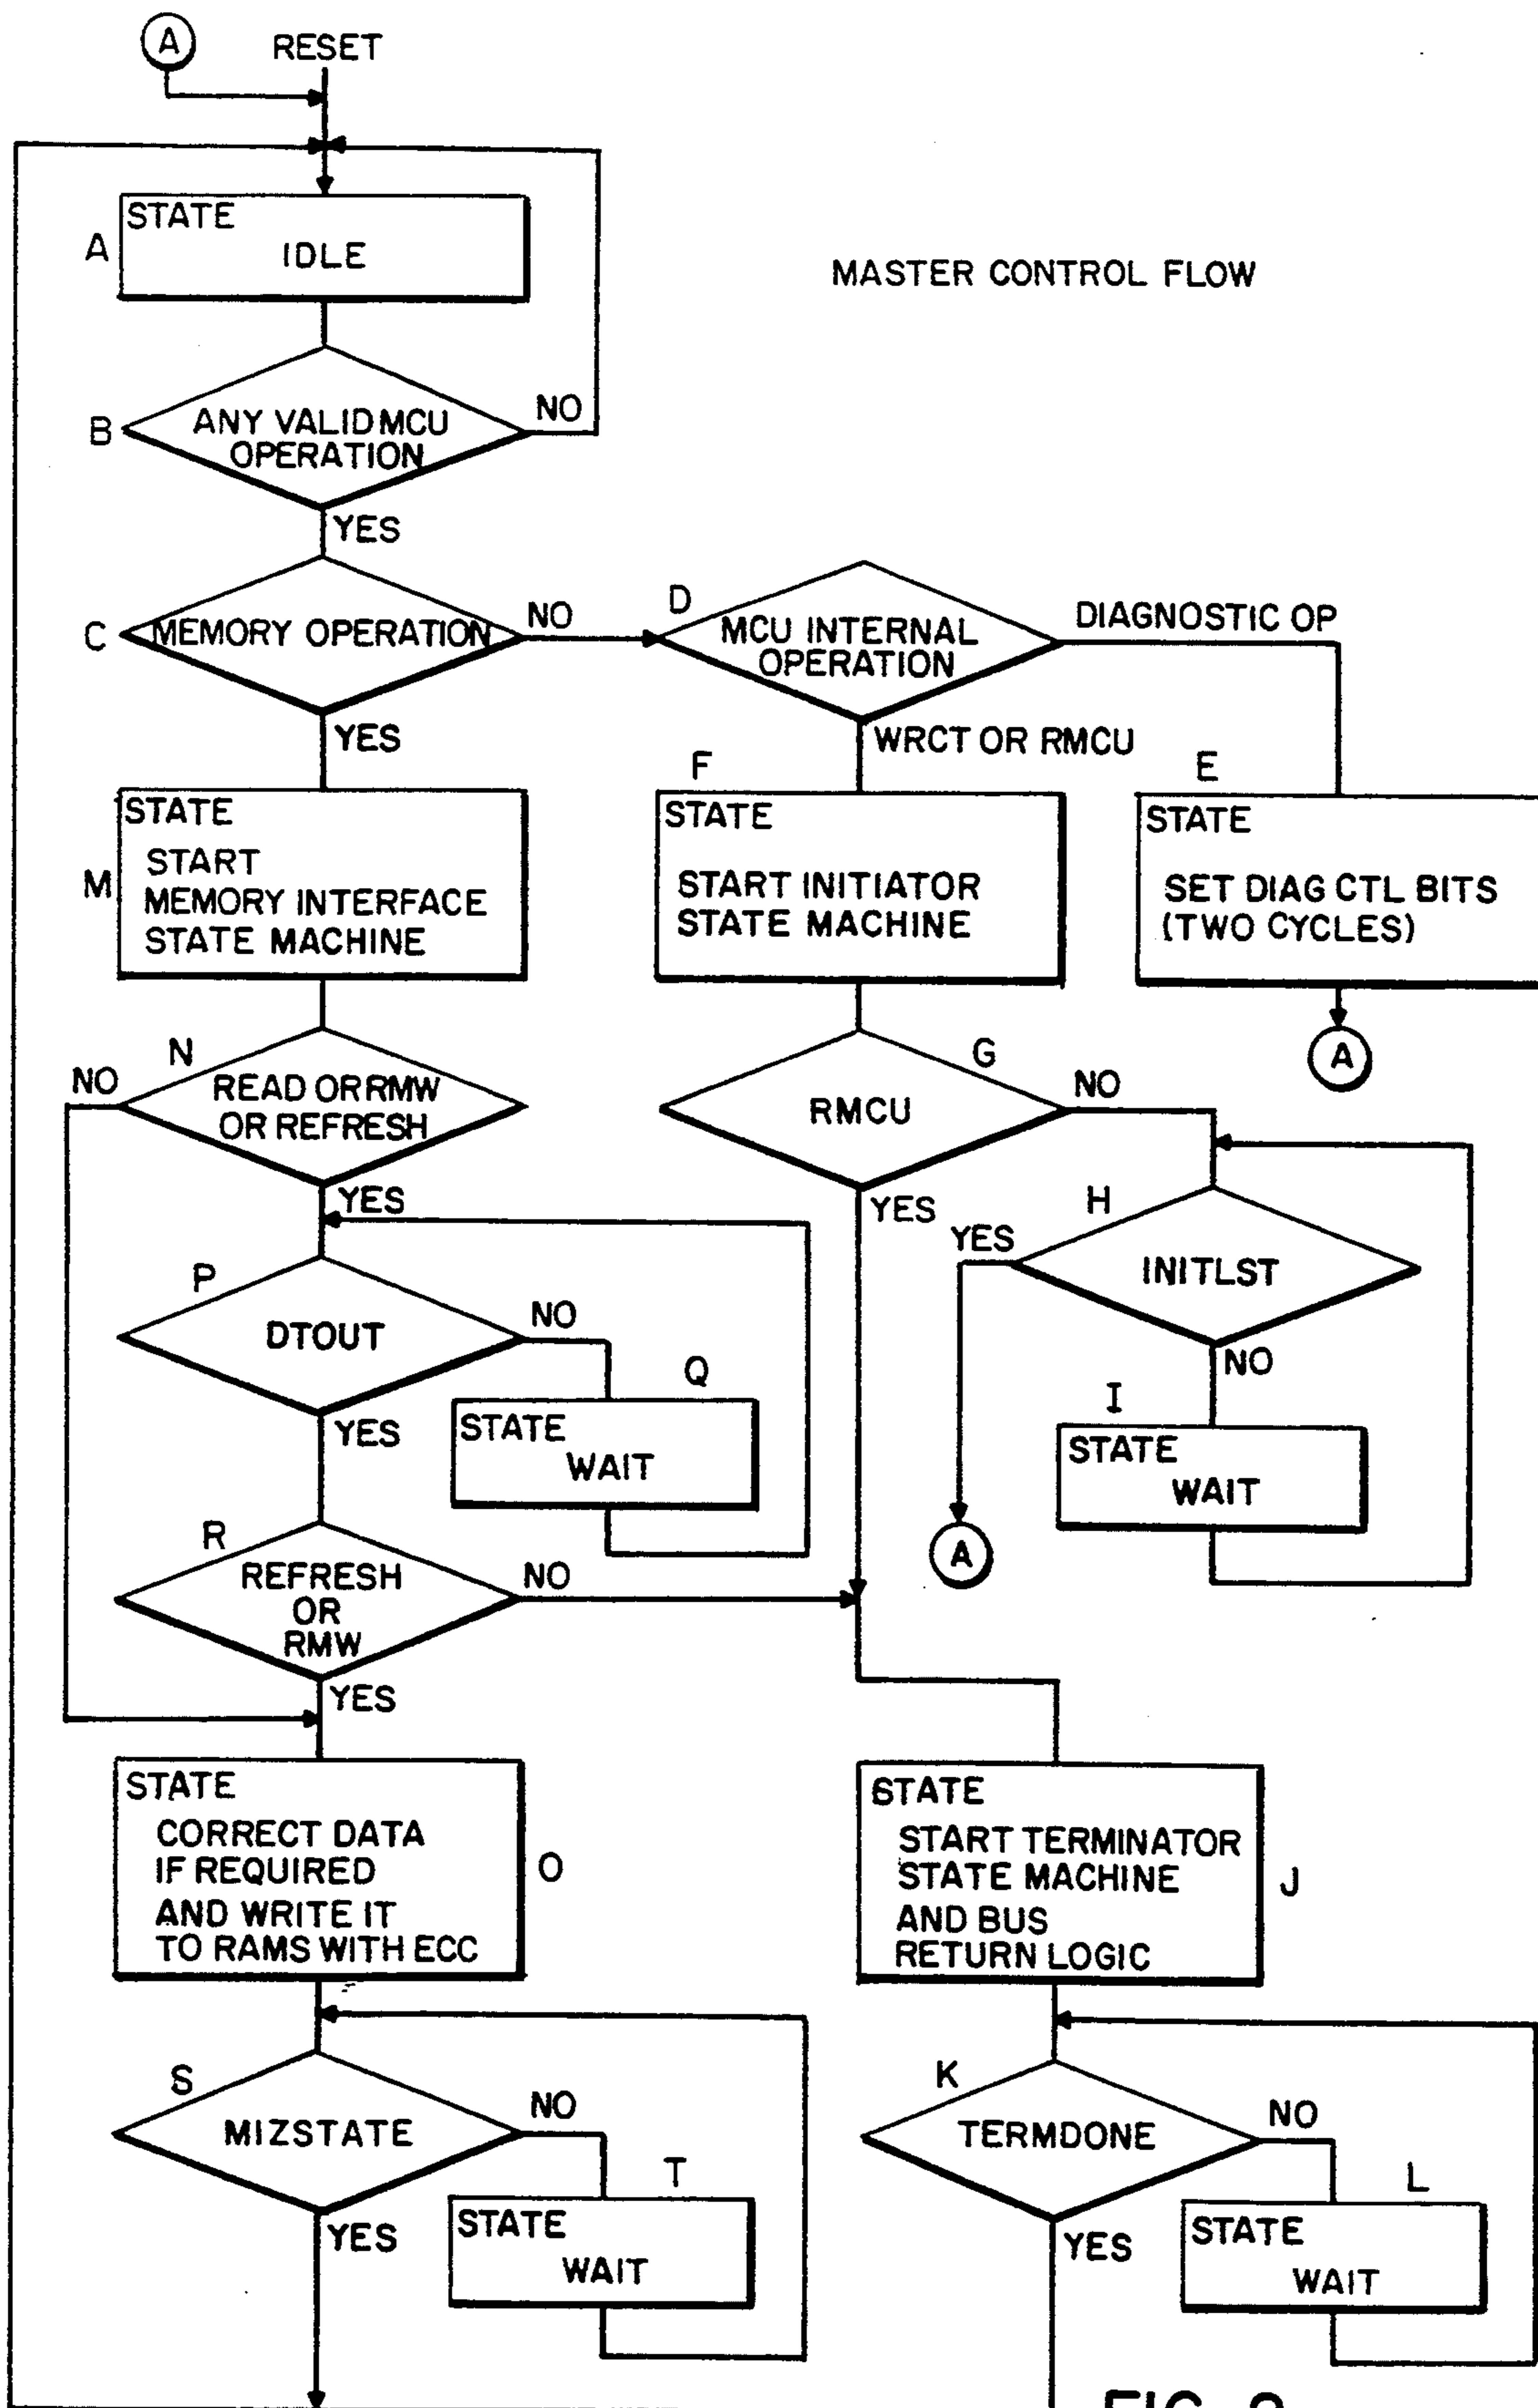 A RESET
STATE
A
IDLE
MASTER CONTROL FLOW
B
ANY VALID MCU
OPERATION
NO
YES
C
MEMORY OPERATION
NO
D
MCU INTERNAL
OPERATION
DIAGNOSTIC OP
YES
WRCT OR RMCU
M
STATE
START
MEMORY INTERFACE
STATE MACHINE
F
STATE
START INITIATOR
STATE MACHINE
E
STATE
SET DIAG CTL BITS
(TWO CYCLES)
A
N
NO
READ OR RMW
OR REFRESH
YES
G
RMCU
NO
YES
H
YES
INITLST
NO
I
STATE
WAIT
A
P
DTOUT
NO
YES
Q
STATE
WAIT
R
REFRESH
OR
RMW
NO
YES
STATE
CORRECT DATA
IF REQUIRED
AND WRITE IT
TO RAMS WITH ECC
O
STATE
START TERMINATOR
STATE MACHINE
AND BUS
RETURN LOGIC
J
S
MIZSTATE
NO
YES
T
STATE
WAIT
K
TERMDONE
NO
YES
L
STATE
WAIT